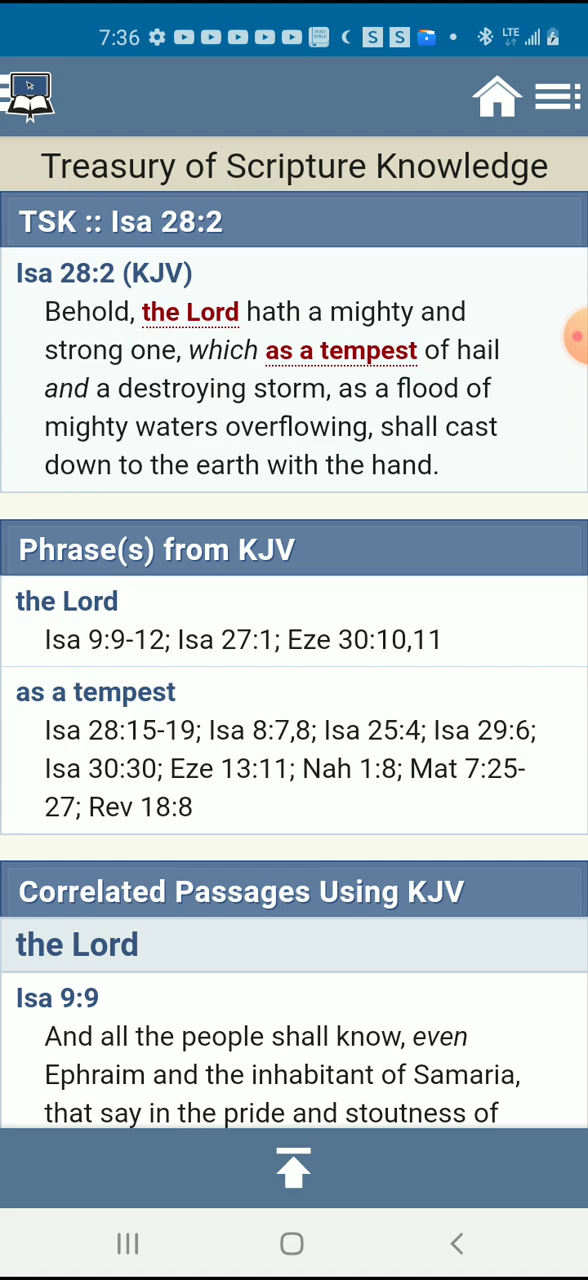 7:36
HOLY BIBLE
S S
LTE
Treasury of Scripture Knowledge
TSK :: Isa 28:2
Isa 28:2 (KJV)
Behold, the Lord hath a mighty and
strong one, which as a tempest of hail
and a destroying storm, as a flood of
mighty waters overflowing, shall cast
down to the earth with the hand.
Phrase(s) from KJV
the Lord
Isa 9:9-12; Isa 27:1; Eze 30:10,11
as a tempest
Isa 28:15-19; Isa 8:7,8; Isa 25:4; Isa 29:6;
Isa 30:30; Eze 13:11; Nah 1:8; Mat 7:25-
27; Rev 18:8
Correlated Passages Using KJV
the Lord
Isa 9:9
And all the people shall know, even
Ephraim and the inhabitant of Samaria,
that say in the pride and stoutness of